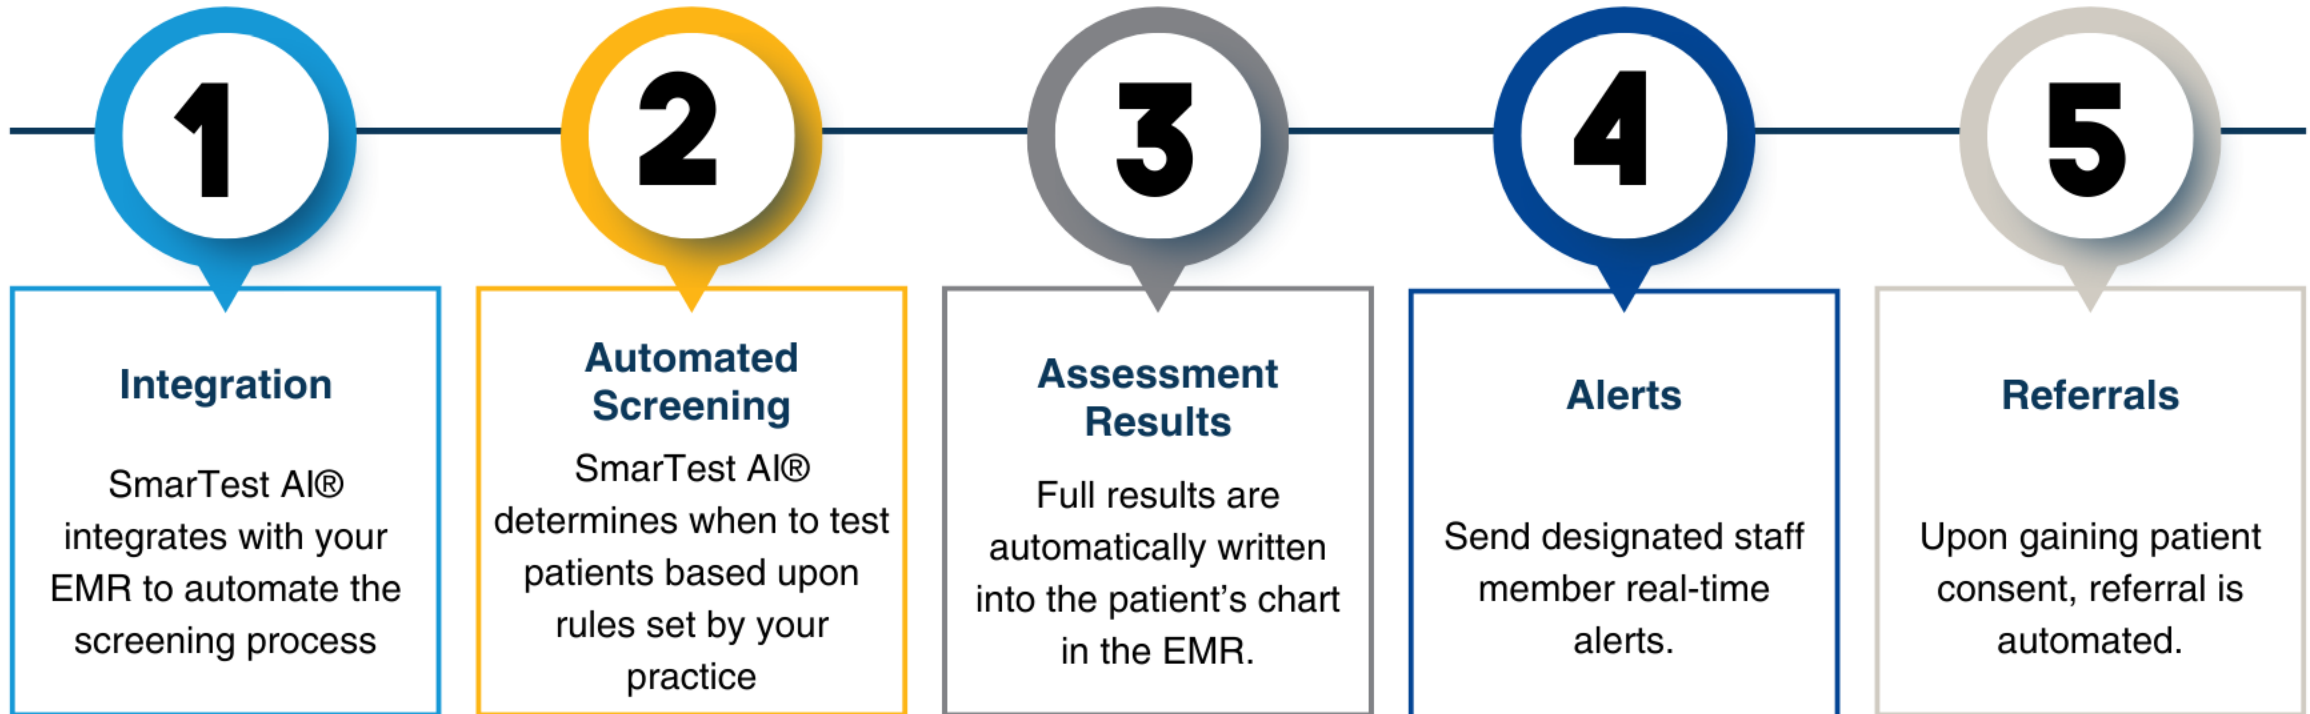 1
Integration
SmarTest AI®
integrates with your
EMR to automate the
screening process
2
Automated
Screening
SmarTest AI®
determines when to test
patients based upon
rules set by your
practice
3
Assessment
Results
Full results are
automatically written
into the patient’s chart
in the EMR.
4
Alerts
Send designated staff
member real-time
alerts.
5
Referrals
Upon gaining patient
consent, referral is
automated.